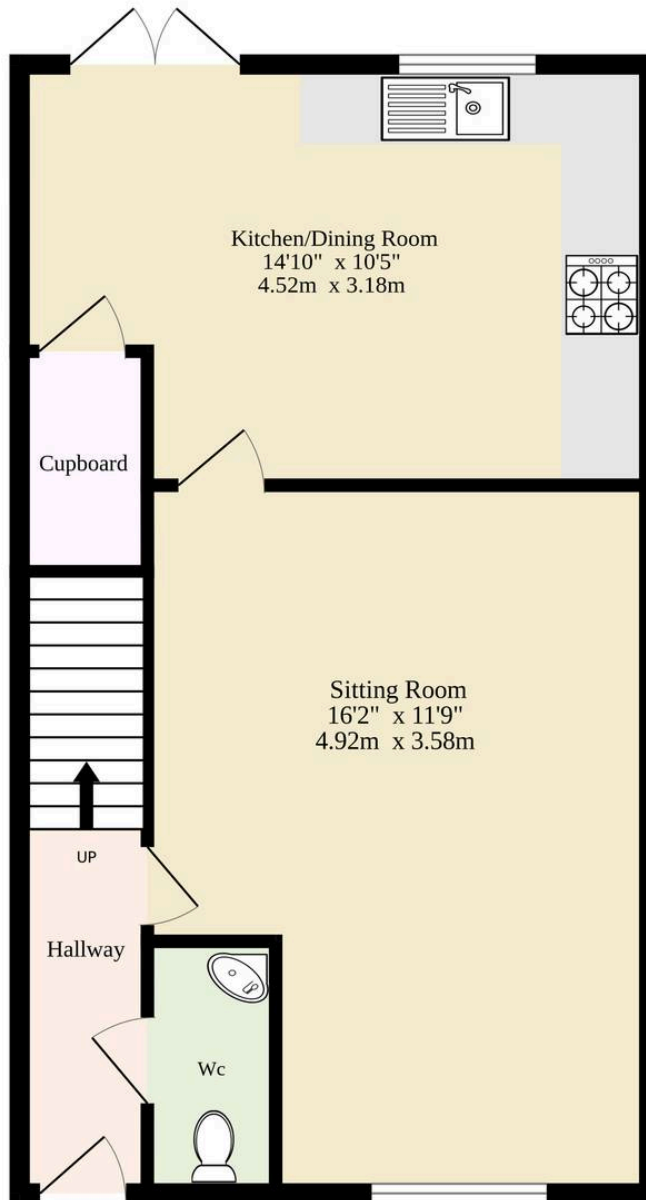 Kitchen/Dining Room
14'10" x 10'5"
4.52m x 3.18m
Cupboard
Sitting Room
16'2" x 11'9"
4.92m x 3.58m
UP
Hallway
Wc